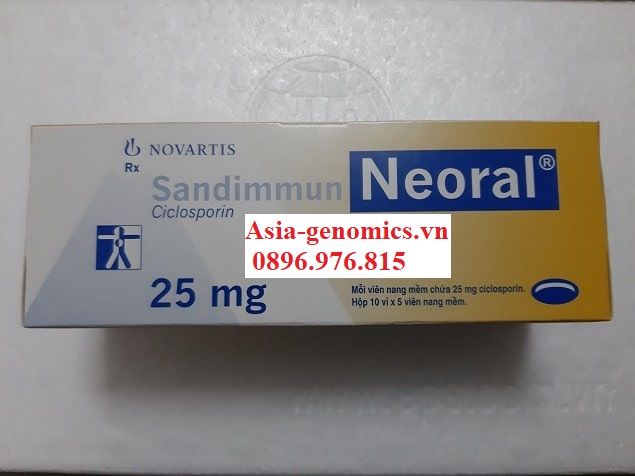 NOVARTIS
Rx
Sandimmun Neoral®
Ciclosporin
Asia-genomics.vn
0896.976.815
25 mg
Mỗi viên nang mềm chứa 25 mg ciclosporin.
Hộp 10 vỉ x 5 viên nang mềm.